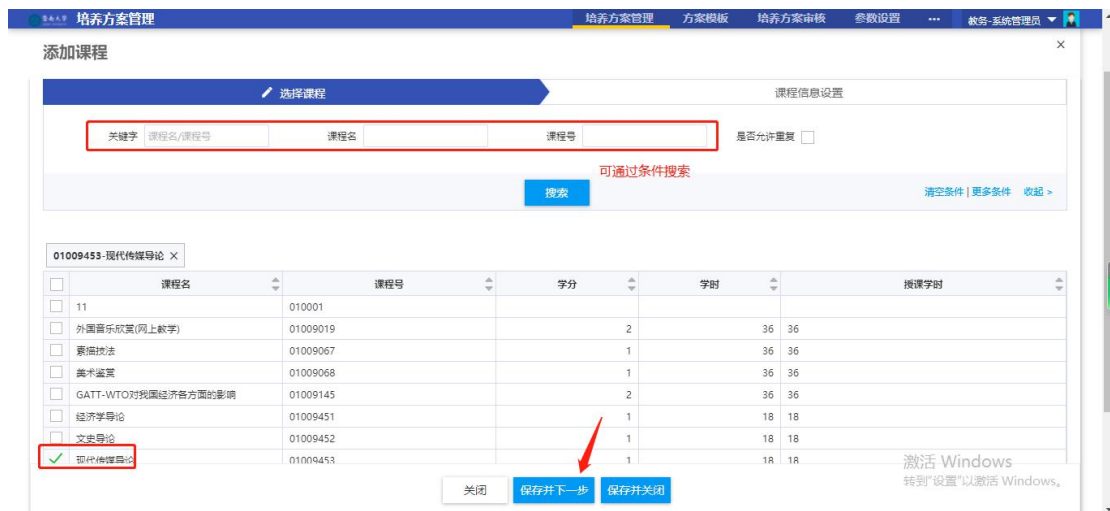 暨南大学 培养方案管理 培养方案管理 方案模板 培养方案审核 参数设置 ••• 教务-系统管理员
添加课程 ×
选择课程 课程信息设置
关键字 课程名/课程号 课程名 课程号 是否允许重复
可通过条件搜索
搜索 清空条件 | 更多条件 收起 >
01009453-现代传媒导论 ×
课程名 课程号 学分 学时 授课学时
11 010001
外国音乐欣赏(网上教学) 01009019 2 36 36
素描技法 01009067 1 36 36
美术鉴赏 01009068 1 36 36
GATT-WTO对我国经济各方面的影响 01009145 2 36 36
经济学导论 01009451 1 18 18
文史导论 01009452 1 18 18
现代传媒导论 01009453 1 18 18
激活 Windows
关闭 保存并下一步 保存并关闭 转到"设置"以激活 Windows。